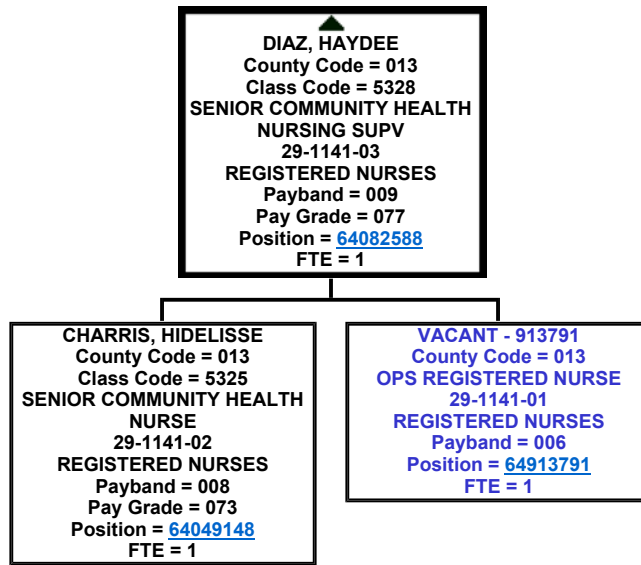 DIAZ, HAYDEE
County Code = 013
Class Code = 5328
SENIOR COMMUNITY HEALTH
NURSING SUPV
29-1141-03
REGISTERED NURSES
Payband = 009
Pay Grade = 077
Position = 64082588
FTE = 1
CHARRIS, HIDELISSE
County Code = 013
Class Code = 5325
SENIOR COMMUNITY HEALTH
NURSE
29-1141-02
REGISTERED NURSES
Payband = 008
Pay Grade = 073
Position = 64049148
FTE = 1
VACANT - 913791
County Code = 013
OPS REGISTERED NURSE
29-1141-01
REGISTERED NURSES
Payband = 006
Position = 64913791
FTE = 1